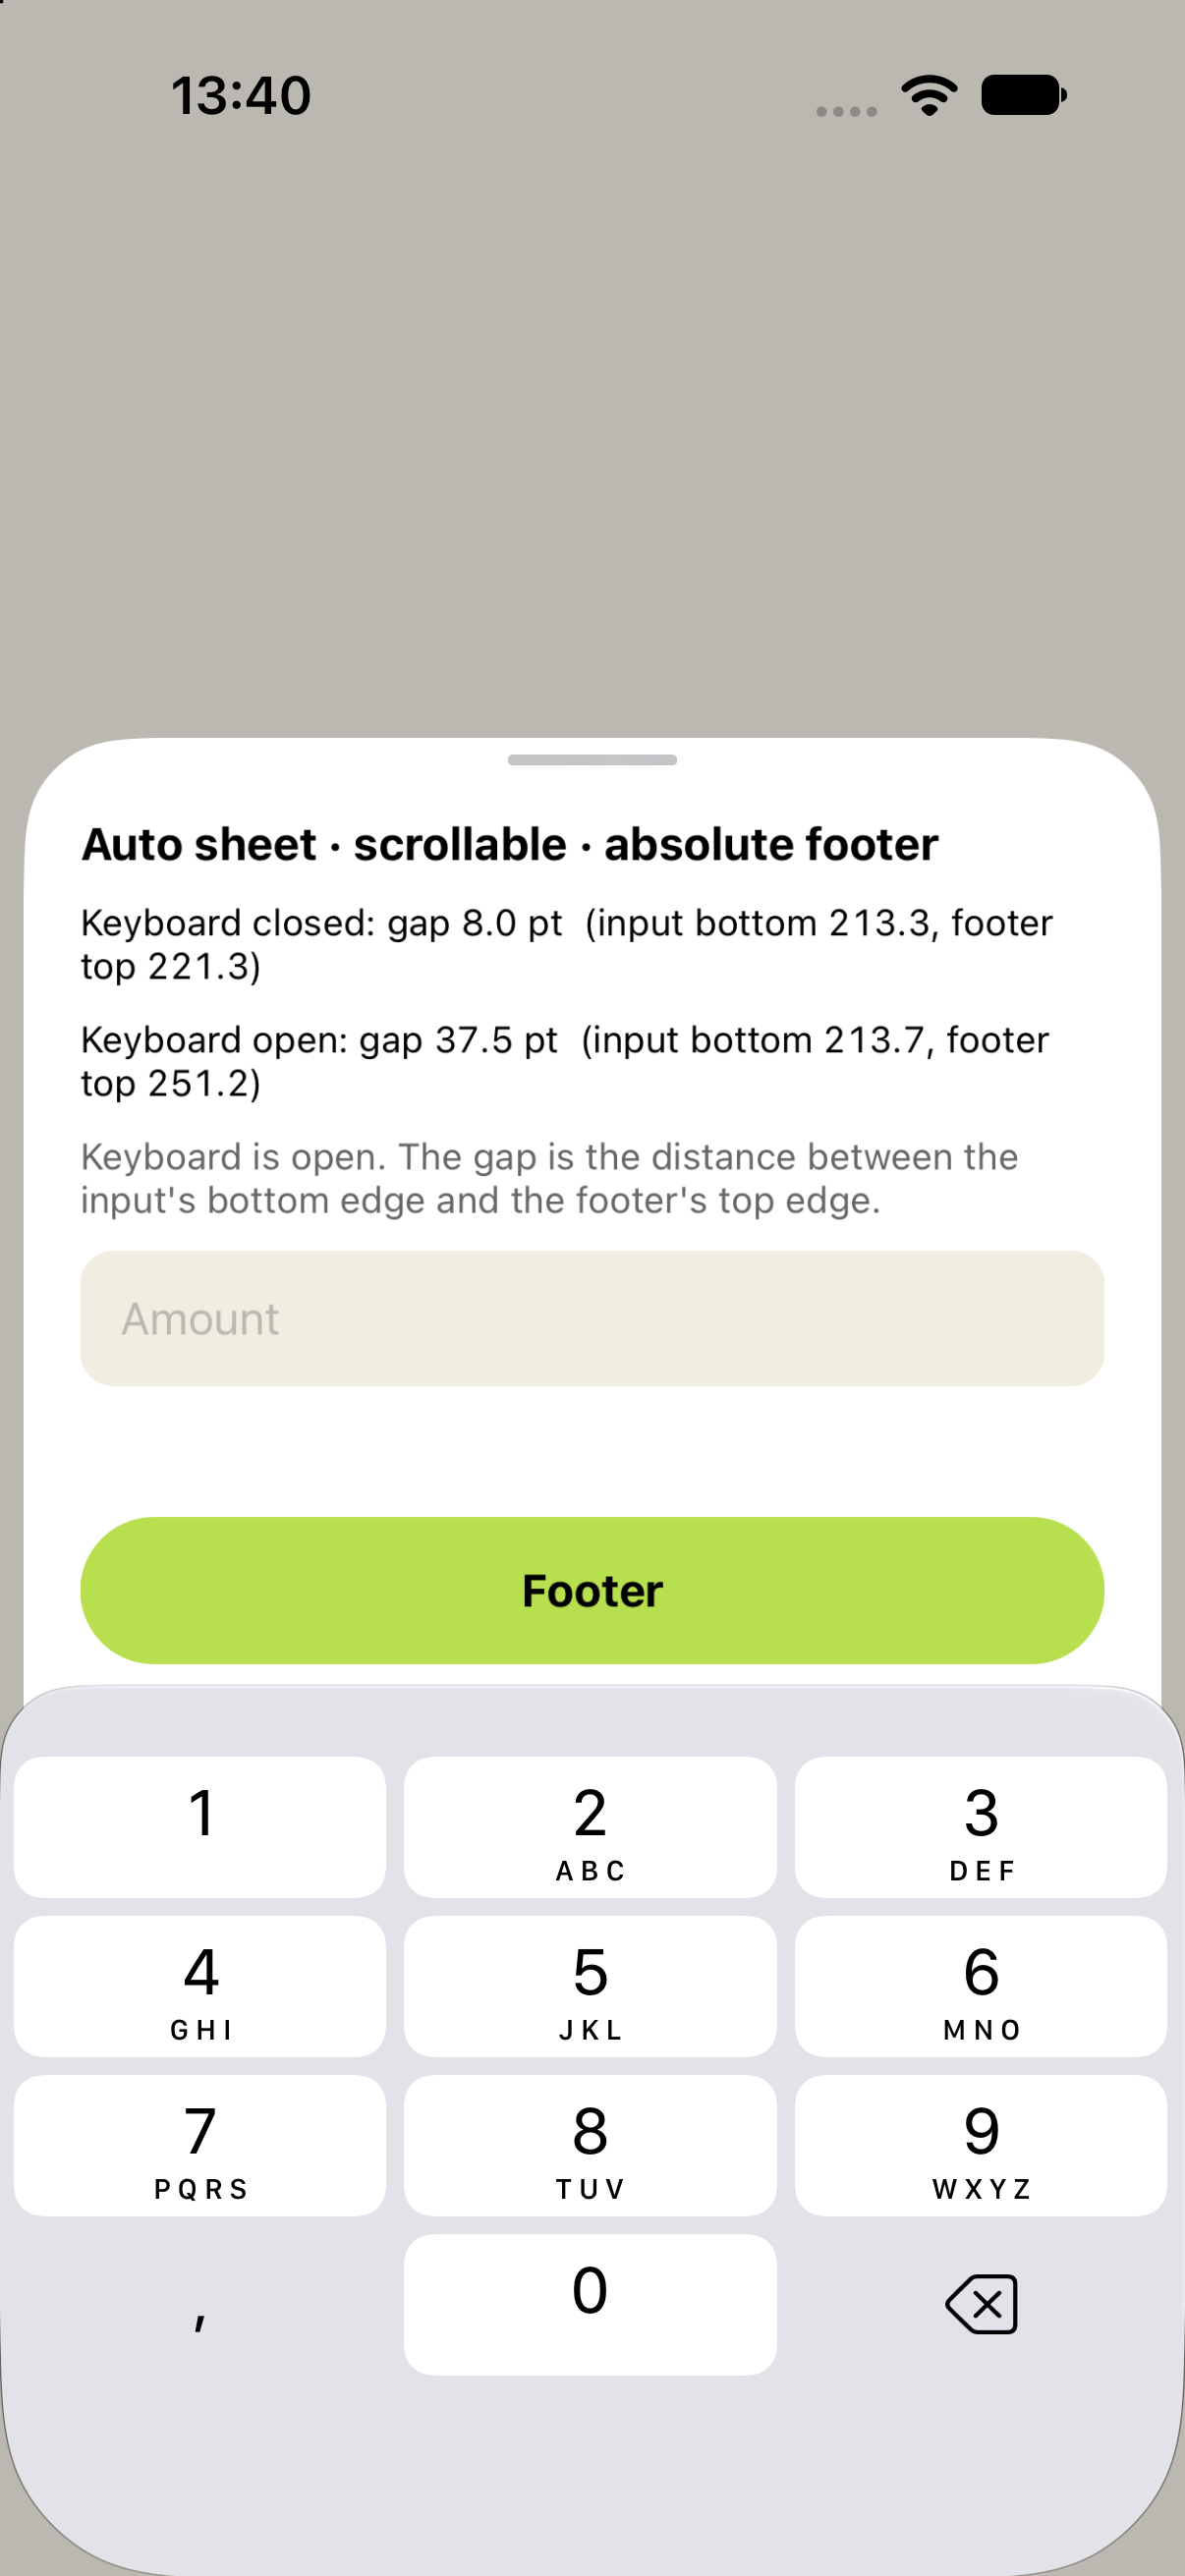 13:40
Auto sheet · scrollable · absolute footer
Keyboard closed: gap 8.0 pt  (input bottom 213.3, footer
top 221.3)
Keyboard open: gap 37.5 pt  (input bottom 213.7, footer
top 251.2)
Keyboard is open. The gap is the distance between the
input's bottom edge and the footer's top edge.
Amount
Footer
1 2 3
ABC DEF
4 5 6
GHI JKL MNO
7 8 9
PQRS TUV WXYZ
, 0